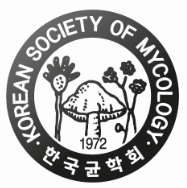 KOREAN SOCIETY OF MYCOLOGY
1972
한국균학회